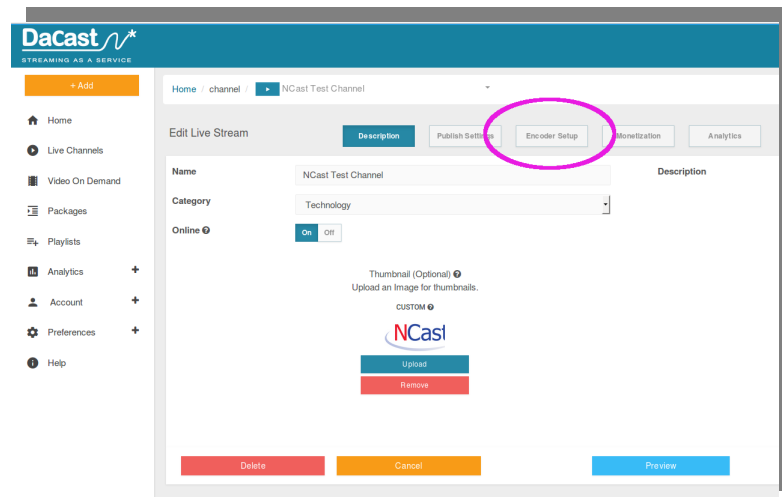 Dacast
STREAMING AS A SERVICE
+ Add
Home
Live Channels
Video On Demand
Packages
Playlists
Analytics
Account
Preferences
Help
Home / channel / NCast Test Channel
Edit Live Stream
Description
Publish Settings
Encoder Setup
Monetization
Analytics
Name
NCast Test Channel
Description
Category
Technology
Online
On Off
Thumbnail (Optional)
Upload an Image for thumbnails.
CUSTOM
NCast
Upload
Remove
Delete
Cancel
Preview